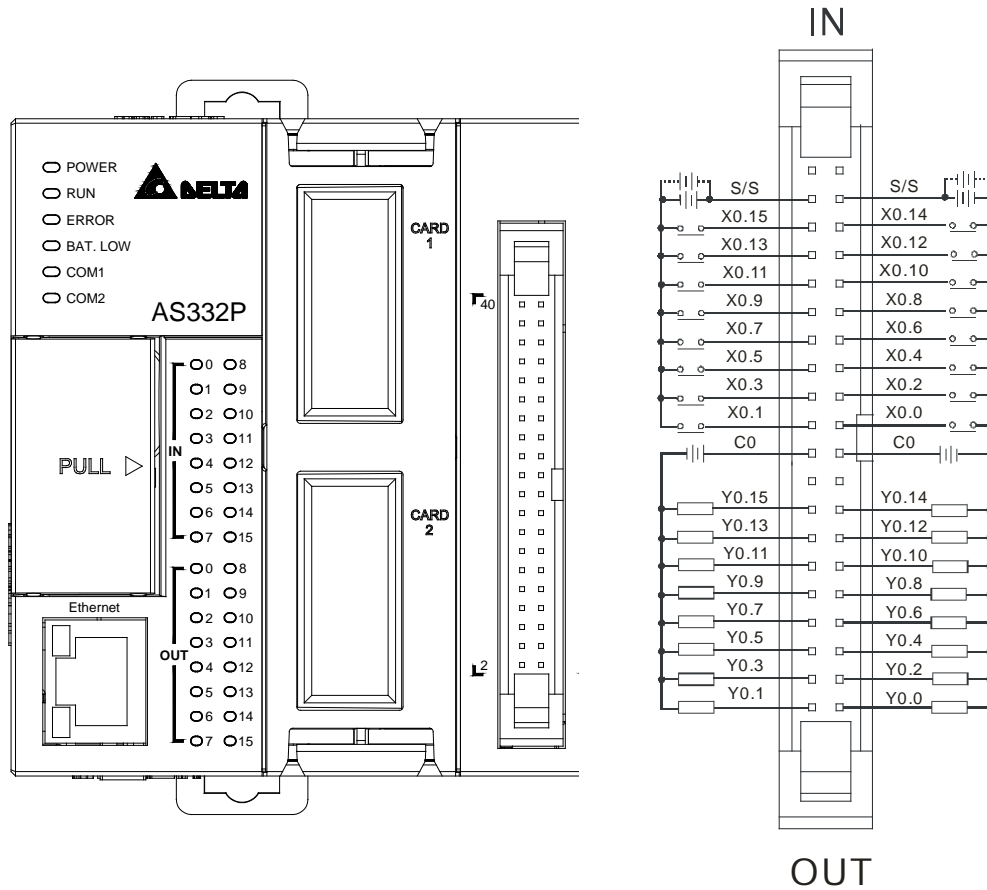 IN
POWER
RUN
ERROR
BAT. LOW
COM1
COM2
DELTA
AS332P
CARD
1
40
0 8
1 9
2 10
3 11
IN
4 12
5 13
6 14
7 15
PULL
CARD
2
0 8
1 9
2 10
3 11
OUT
4 12
5 13
6 14
7 15
Ethernet
2
S/S S/S
X0.15 X0.14
X0.13 X0.12
X0.11 X0.10
X0.9 X0.8
X0.7 X0.6
X0.5 X0.4
X0.3 X0.2
X0.1 X0.0
C0 C0
Y0.15 Y0.14
Y0.13 Y0.12
Y0.11 Y0.10
Y0.9 Y0.8
Y0.7 Y0.6
Y0.5 Y0.4
Y0.3 Y0.2
Y0.1 Y0.0
OUT